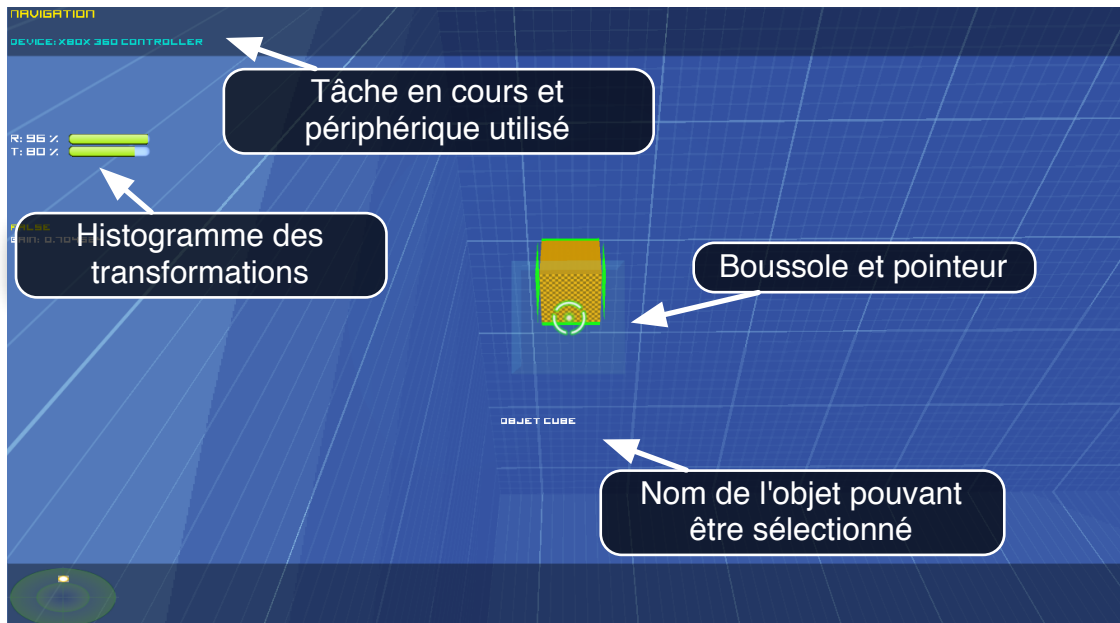 NAVIGATION
DEVICE: XBOX 360 CONTROLLER
Tâche en cours et
périphérique utilisé
R: 96 %
T: 80 %
Histogramme des
transformations
Boussole et pointeur
OBJET CUBE
Nom de l'objet pouvant
être sélectionné